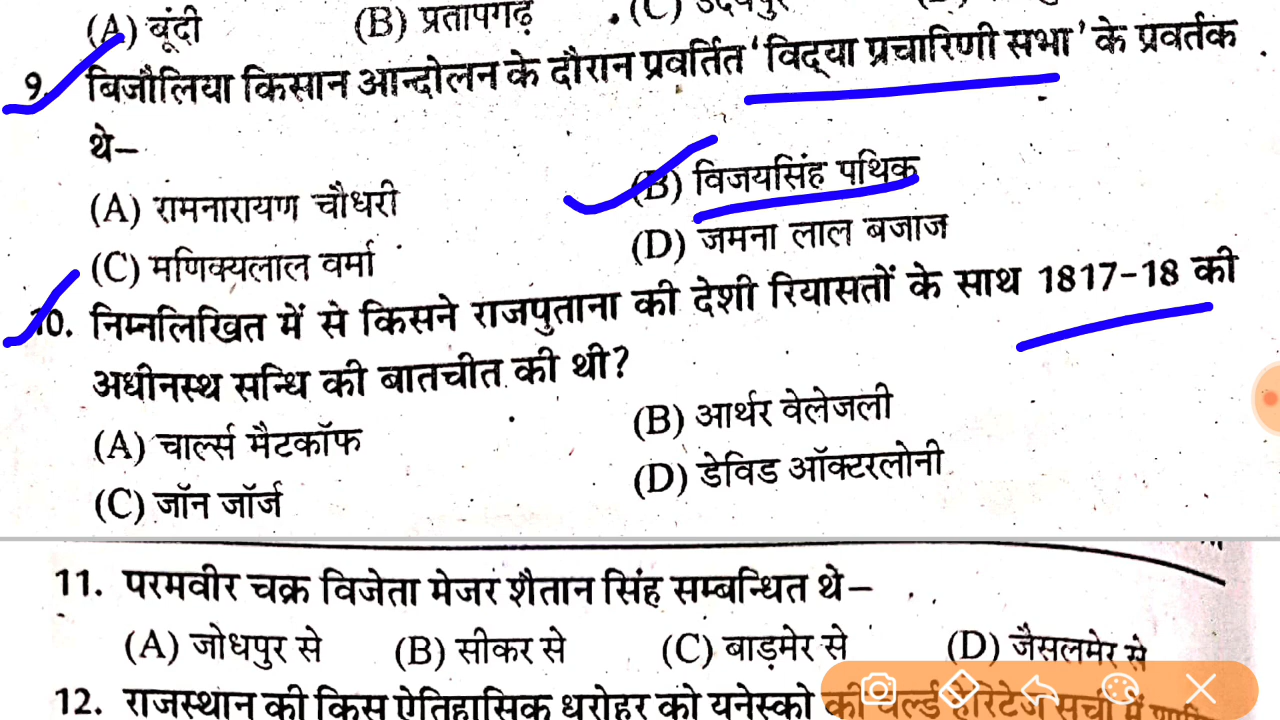 (A) बूंदी (B) प्रतापगढ़ (C) उदयपुर
9. बिजौलिया किसान आन्दोलन के दौरान प्रवर्तित 'विद्‌या प्रचारिणी सभा' के प्रवर्तक
थे–
(A) रामनारायण चौधरी (B) विजयसिंह पथिक
(C) मणिक्यलाल वर्मा (D) जमना लाल बजाज
10. निम्नलिखित में से किसने राजपुताना की देशी रियासतों के साथ 1817-18 की
अधीनस्थ सन्धि की बातचीत की थी?
(A) चार्ल्स मैटकॉफ (B) आर्थर वेलेजली
(C) जॉन जॉर्ज (D) डेविड ऑक्टरलोनी
11. परमवीर चक्र विजेता मेजर शैतान सिंह सम्बन्धित थे–
(A) जोधपुर से (B) सीकर से (C) बाड़मेर से (D) जैसलमेर से
12. राजस्थान की किस ऐतिहासिक धरोहर को यूनेस्को की वर्ल्ड हेरिटेज सूची में